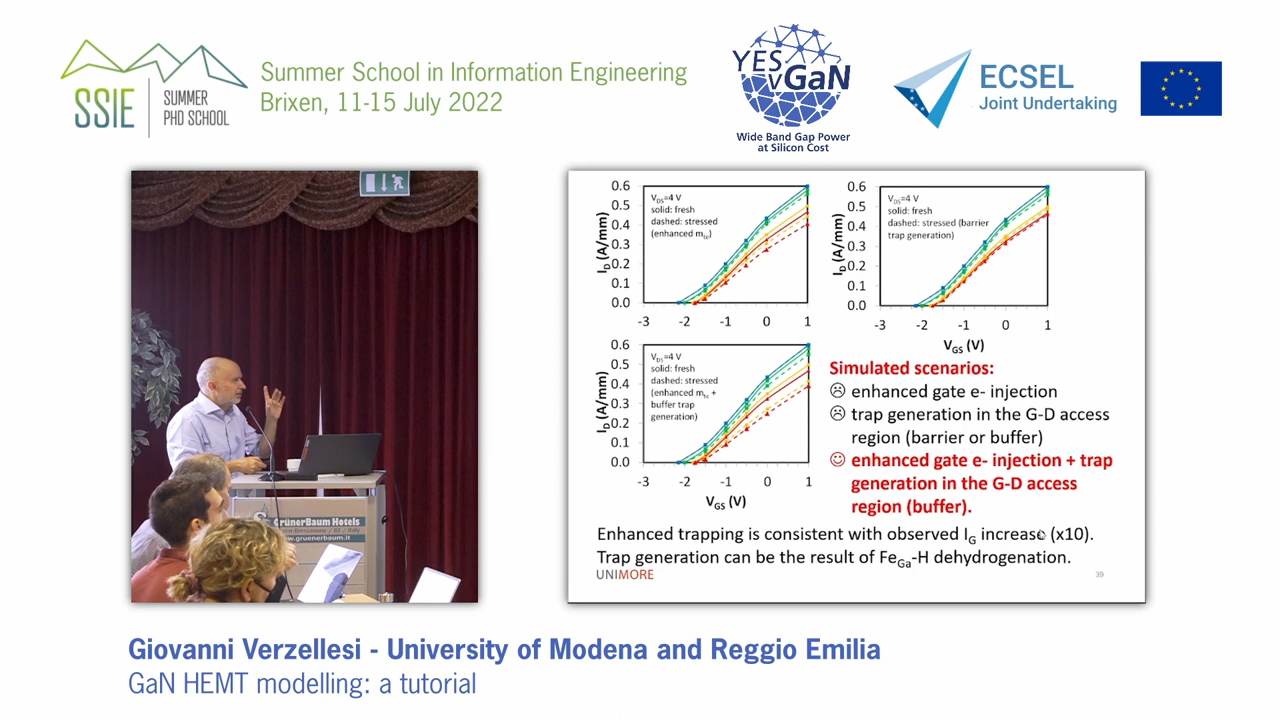 SSIE
SUMMER
PHD SCHOOL
Summer School in Information Engineering
Brixen, 11-15 July 2022
YES
vGaN
Wide Band Gap Power
at Silicon Cost
ECSEL
Joint Undertaking
GrünerBaum Hotels
www.gruenerbaum.it
0.6
0.5
0.4
0.3
0.2
0.1
0.0
I_D (A/mm)
V_DS=4 V
solid: fresh
dashed: stressed
(enhanced m_tc)
-3 -2 -1 0 1
0.6
0.5
0.4
0.3
0.2
0.1
0.0
I_D (A/mm)
V_DS=4 V
solid: fresh
dashed: stressed (barrier
trap generation)
-3 -2 -1 0 1
V_GS (V)
0.6
0.5
0.4
0.3
0.2
0.1
0.0
I_D (A/mm)
V_DS=4 V
solid: fresh
dashed: stressed
(enhanced m_tc +
buffer trap
generation)
-3 -2 -1 0 1
V_GS (V)
Simulated scenarios:
☹ enhanced gate e- injection
☹ trap generation in the G-D access
region (barrier or buffer)
☺ enhanced gate e- injection + trap
generation in the G-D access
region (buffer).
Enhanced trapping is consistent with observed I_G increase (x10).
Trap generation can be the result of Fe_Ga-H dehydrogenation.
UNIMORE
39
Giovanni Verzellesi - University of Modena and Reggio Emilia
GaN HEMT modelling: a tutorial